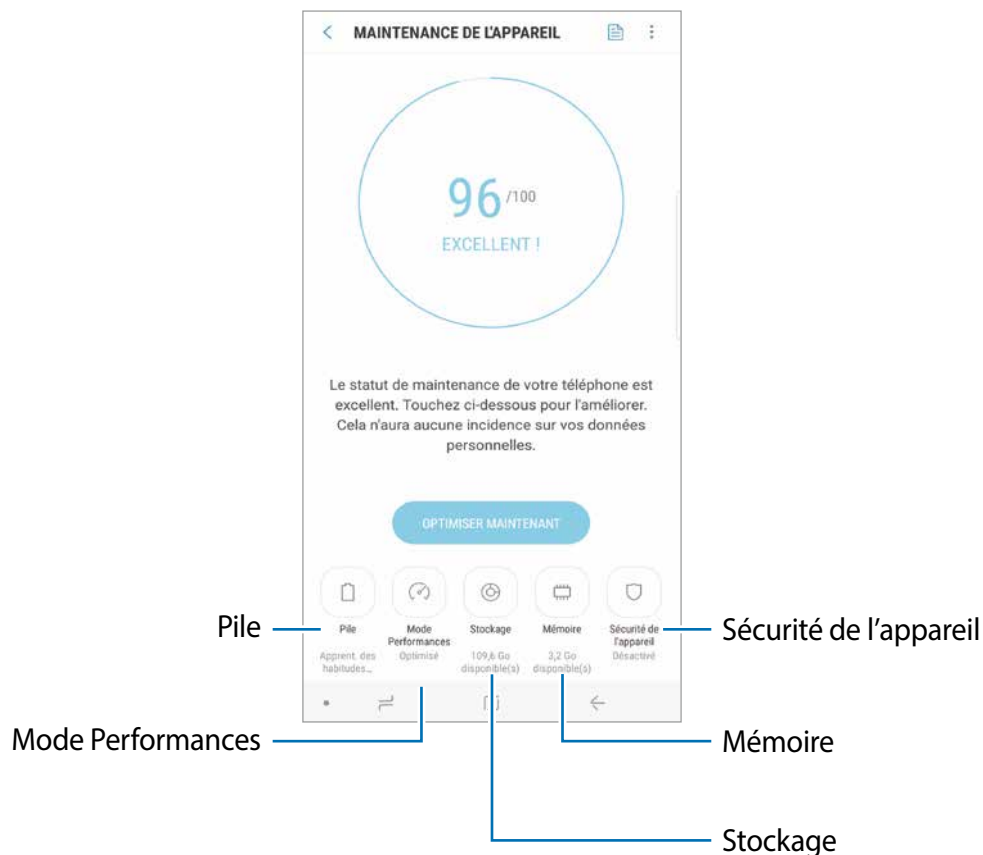 MAINTENANCE DE L'APPAREIL
96 /100
EXCELLENT !
Le statut de maintenance de votre téléphone est
excellent. Touchez ci-dessous pour l'améliorer.
Cela n'aura aucune incidence sur vos données
personnelles.
OPTIMISER MAINTENANT
Pile
Apprent. des
habitudes...
Mode
Performances
Optimisé
Stockage
109,6 Go
disponible(s)
Mémoire
3,2 Go
disponible(s)
Sécurité de
l'appareil
Désactivé
Pile
Sécurité de l’appareil
Mode Performances
Mémoire
Stockage